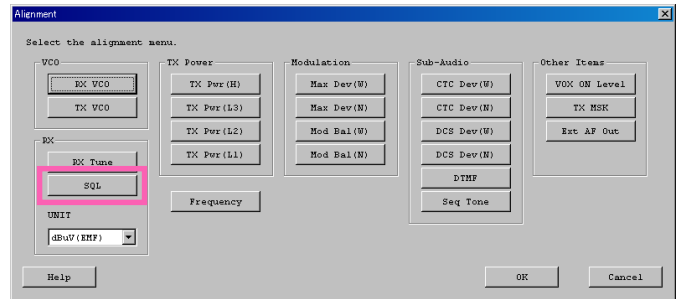 Alignment
Select the alignment menu.
VCO
RX VCO
TX VCO
RX
RX Tune
SQL
UNIT
dBuV(EMF)
TX Power
TX Pwr(H)
TX Pwr(L3)
TX Pwr(L2)
TX Pwr(L1)
Frequency
Modulation
Max Dev(W)
Max Dev(N)
Mod Bal(W)
Mod Bal(N)
Sub-Audio
CTC Dev(W)
CTC Dev(N)
DCS Dev(W)
DCS Dev(N)
DTMF
Seq Tone
Other Items
VOX ON Level
TX MSK
Ext AF Out
Help
OK
Cancel